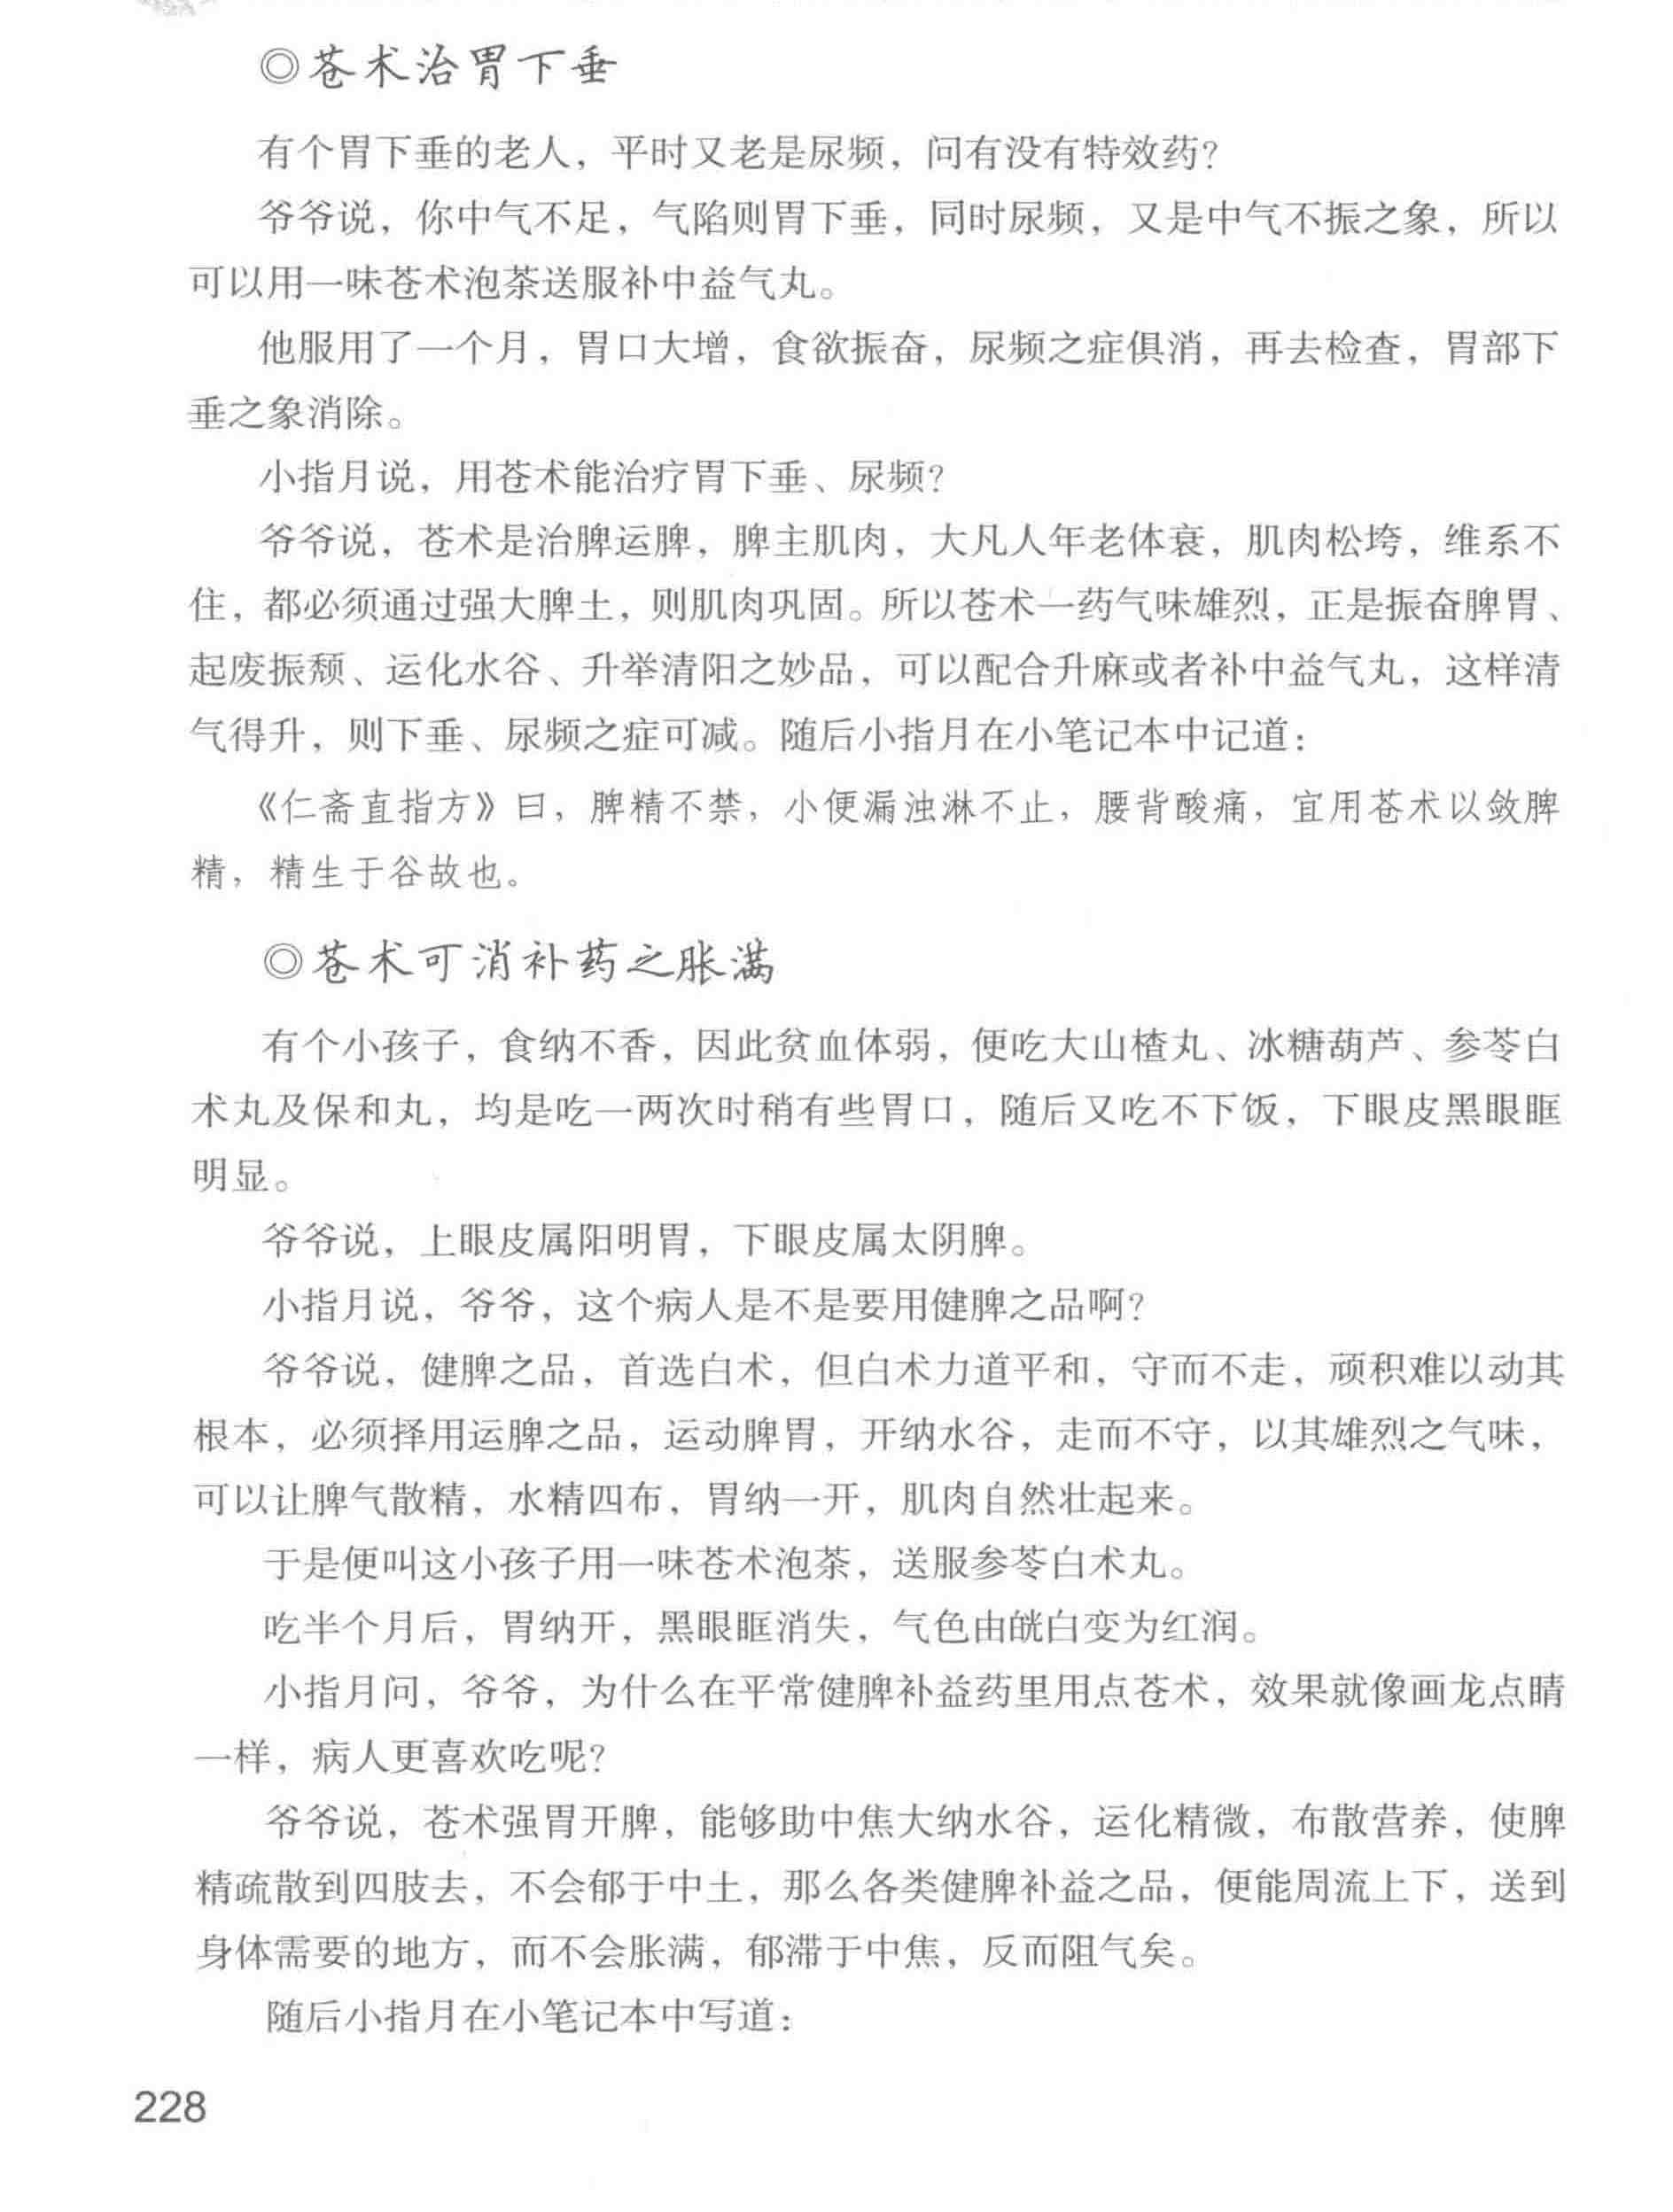 ◎苍术治胃下垂
有个胃下垂的老人，平时又老是尿频，问有没有特效药？
爷爷说，你中气不足，气陷则胃下垂，同时尿频，又是中气不振之象，所以
可以用一味苍术泡茶送服补中益气丸。
他服用了一个月，胃口大增，食欲振奋，尿频之症俱消，再去检查，胃部下
垂之象消除。
小指月说，用苍术能治疗胃下垂、尿频？
爷爷说，苍术是治脾运脾，脾主肌肉，大凡人年老体衰，肌肉松垮，维系不
住，都必须通过强大脾土，则肌肉巩固。所以苍术一药气味雄烈，正是振奋脾胃、
起废振颓、运化水谷、升举清阳之妙品，可以配合升麻或者补中益气丸，这样清
气得升，则下垂、尿频之症可减。随后小指月在小笔记本中记道：
《仁斋直指方》曰，脾精不禁，小便漏浊淋不止，腰背酸痛，宜用苍术以敛脾
精，精生于谷故也。
◎苍术可消补药之胀满
有个小孩子，食纳不香，因此贫血体弱，便吃大山楂丸、冰糖葫芦、参苓白
术丸及保和丸，均是吃一两次时稍有些胃口，随后又吃不下饭，下眼皮黑眼眶
明显。
爷爷说，上眼皮属阳明胃，下眼皮属太阴脾。
小指月说，爷爷，这个病人是不是要用健脾之品啊？
爷爷说，健脾之品，首选白术，但白术力道平和，守而不走，顽积难以动其
根本，必须择用运脾之品，运动脾胃，开纳水谷，走而不守，以其雄烈之气味，
可以让脾气散精，水精四布，胃纳一开，肌肉自然壮起来。
于是便叫这小孩子用一味苍术泡茶，送服参苓白术丸。
吃半个月后，胃纳开，黑眼眶消失，气色由㿠白变为红润。
小指月问，爷爷，为什么在平常健脾补益药里用点苍术，效果就像画龙点睛
一样，病人更喜欢吃呢？
爷爷说，苍术强胃开脾，能够助中焦大纳水谷，运化精微，布散营养，使脾
精疏散到四肢去，不会郁于中土，那么各类健脾补益之品，便能周流上下，送到
身体需要的地方，而不会胀满，郁滞于中焦，反而阻气矣。
随后小指月在小笔记本中写道：
228